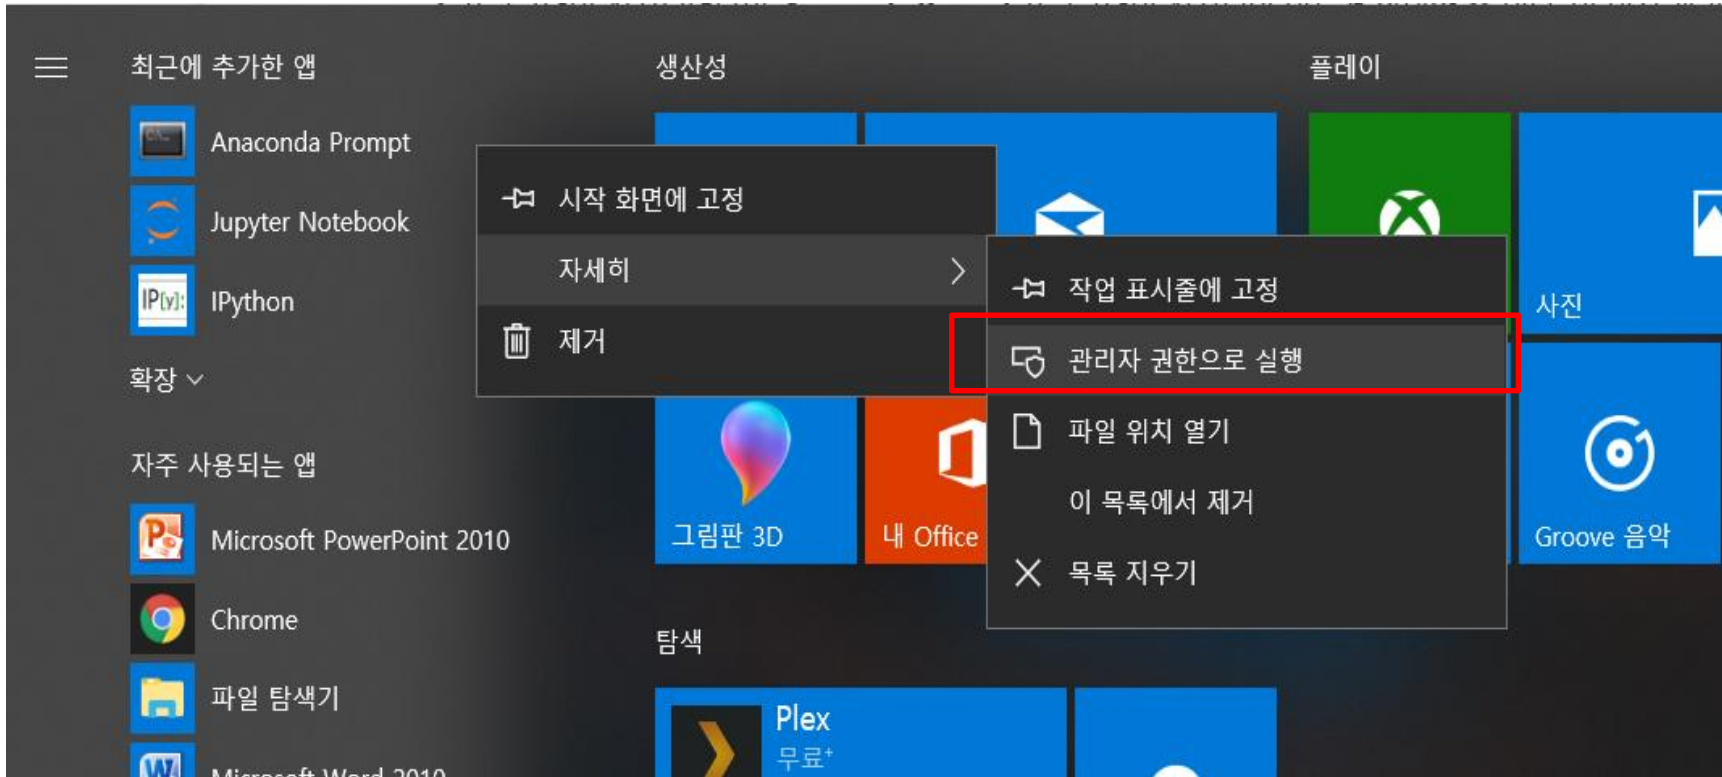 최근에 추가한 앱
Anaconda Prompt
Jupyter Notebook
IP[y]:
IPython
확장
자주 사용되는 앱
Microsoft PowerPoint 2010
Chrome
파일 탐색기
Microsoft Word 2010
시작 화면에 고정
자세히
제거
작업 표시줄에 고정
관리자 권한으로 실행
파일 위치 열기
이 목록에서 제거
목록 지우기
생산성
그림판 3D
내 Office
탐색
Plex
무료+
플레이
사진
Groove 음악